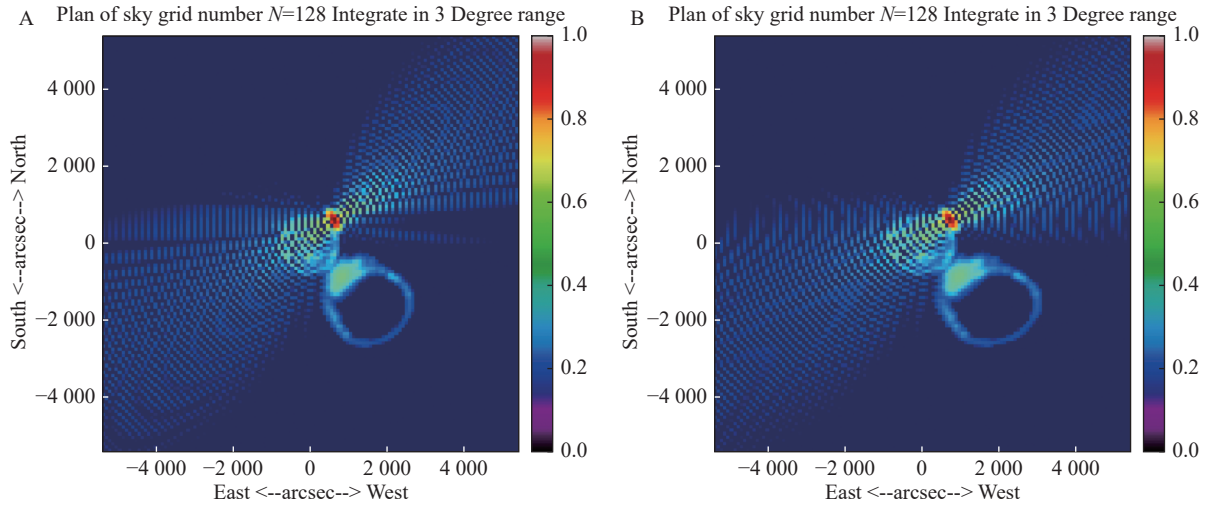 A Plan of sky grid number N=128 Integrate in 3 Degree range
1.0
4 000
0.8
2 000
South <--arcsec--> North
0.6
0
0.4
−2 000
0.2
−4 000
0.0
−4 000 −2 000 0 2 000 4 000
East <--arcsec--> West
B Plan of sky grid number N=128 Integrate in 3 Degree range
1.0
4 000
0.8
2 000
South <--arcsec--> North
0.6
0
0.4
−2 000
0.2
−4 000
0.0
−4 000 −2 000 0 2 000 4 000
East <--arcsec--> West